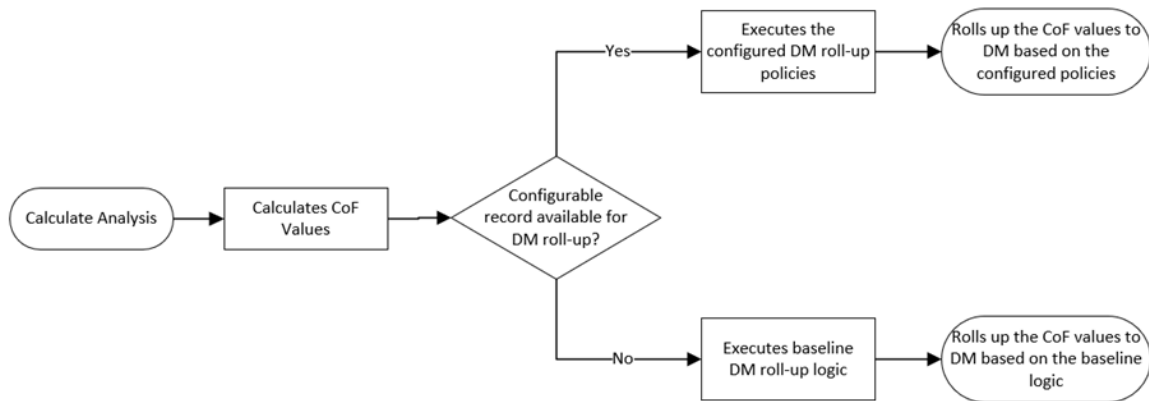 Executes the
configured DM roll-up
policies
Rolls up the CoF values to
DM based on the
configured policies
Yes
Calculate Analysis
Calculates CoF
Values
Configurable
record available for
DM roll-up?
No
Executes baseline
DM roll-up logic
Rolls up the CoF values to
DM based on the baseline
logic